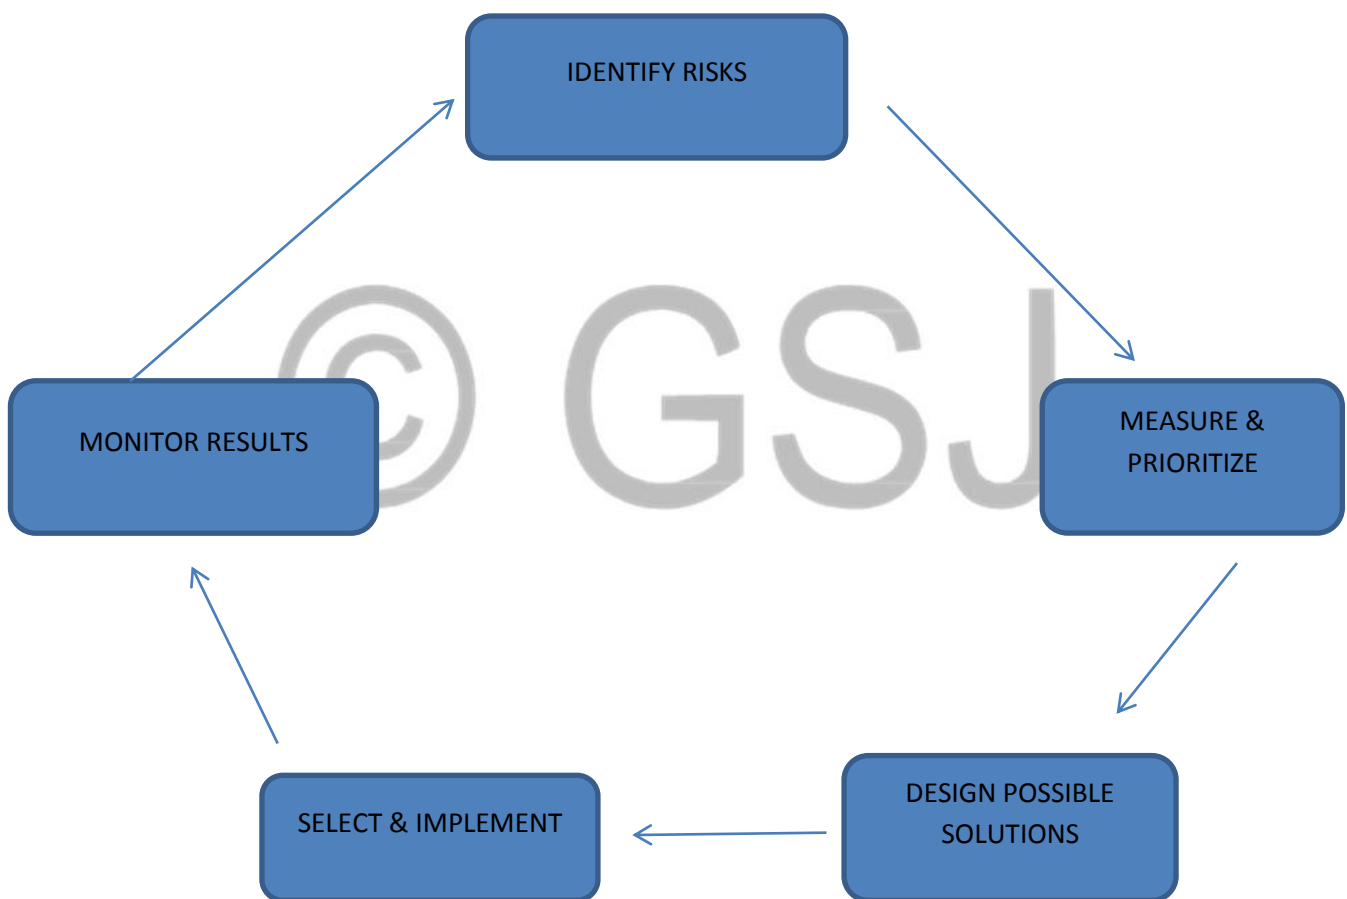 IDENTIFY RISKS
© GSJ
MONITOR RESULTS
MEASURE &
PRIORITIZE
DESIGN POSSIBLE
SOLUTIONS
SELECT & IMPLEMENT